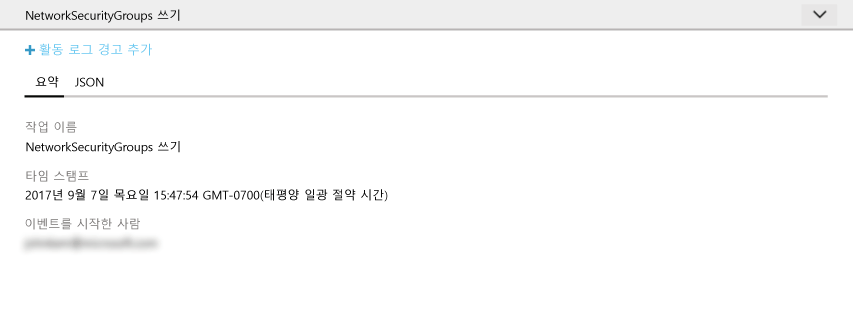 NetworkSecurityGroups 쓰기
+ 활동 로그 경고 추가
요약 JSON
작업 이름
NetworkSecurityGroups 쓰기
타임 스탬프
2017년 9월 7일 목요일 15:47:54 GMT-0700(태평양 일광 절약 시간)
이벤트를 시작한 사람